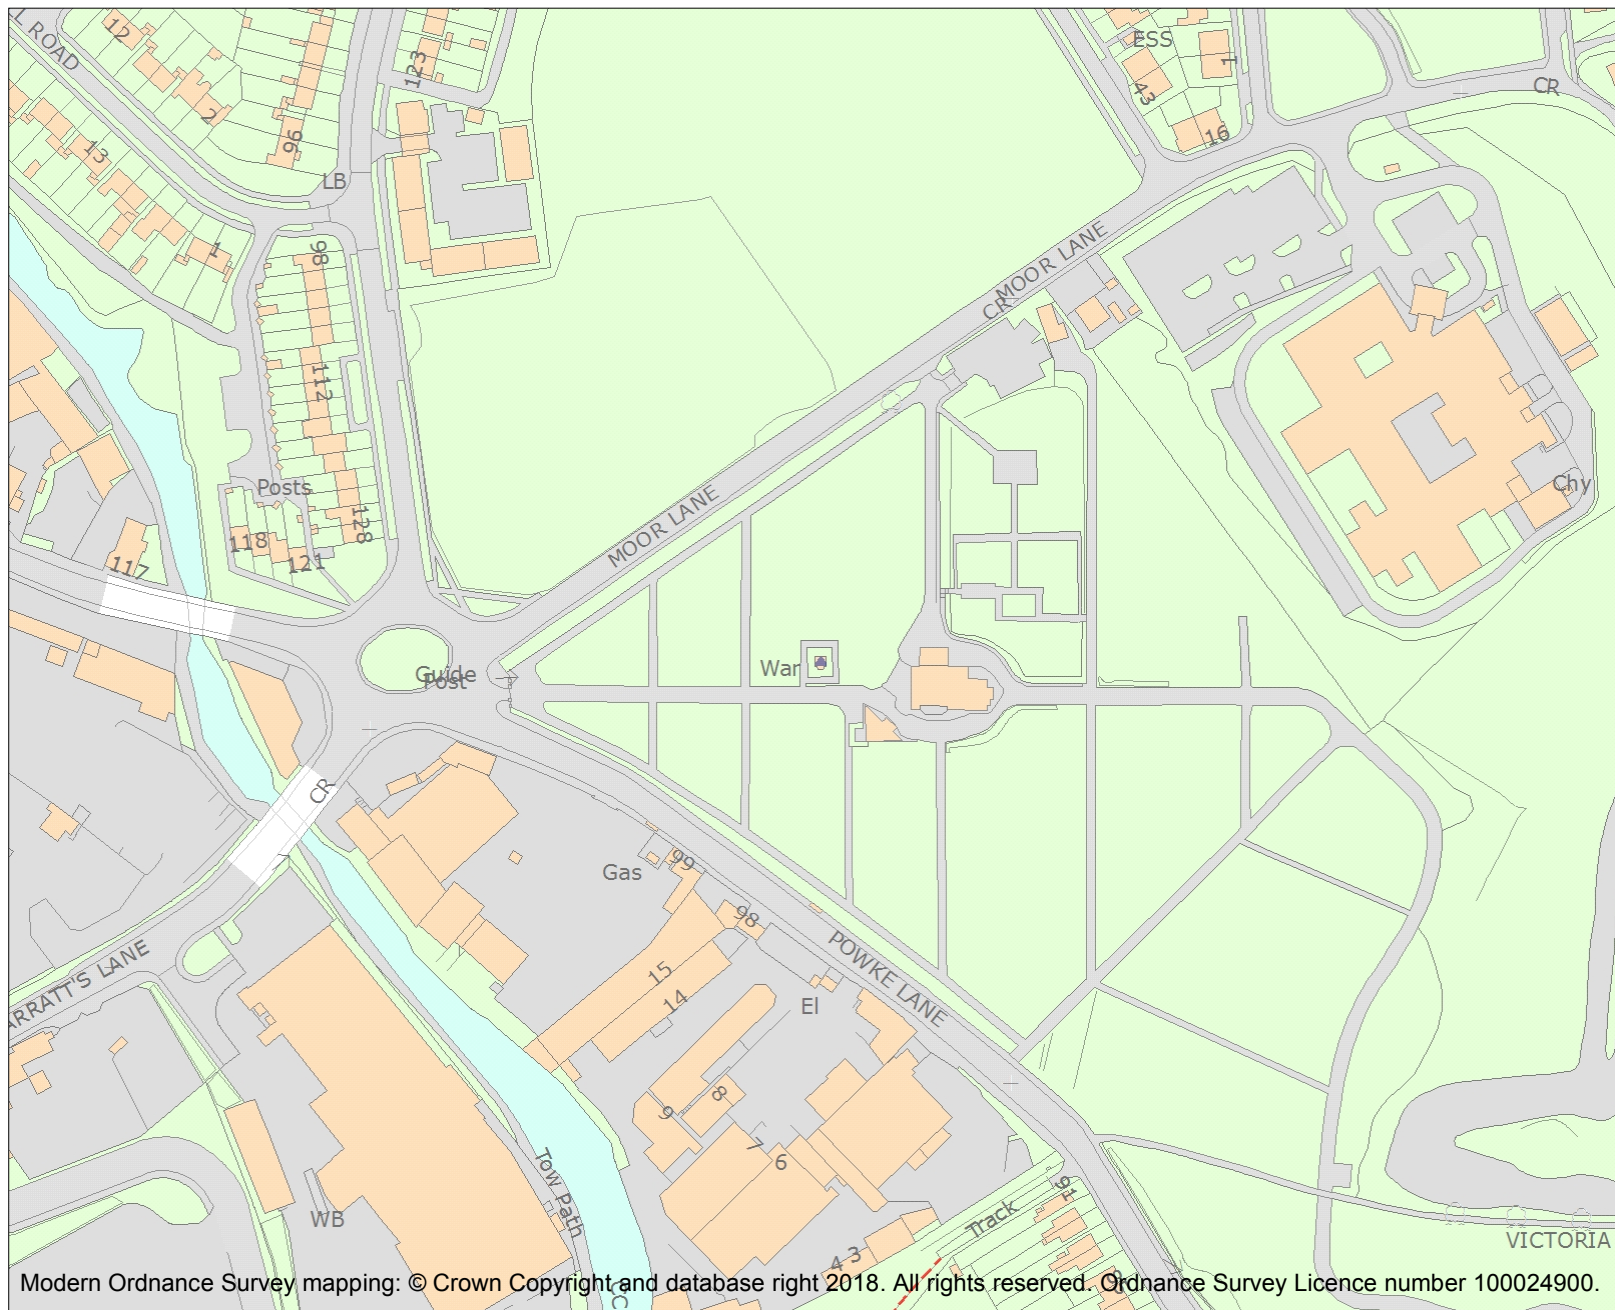 L ROAD
12
2
96
13
1
LB
123
ESS
1
43
16
CR
98
112
128
Posts
118
121
117
MOOR LANE
CR
MOOR LANE
Chy
Guide
Post
War
CR
Gas
99
98
15
14
POWKE LANE
El
ARRATT'S LANE
9
8
7
6
Tow Path
WB
91
Track
4
3
VICTORIA
Modern Ordnance Survey mapping: © Crown Copyright and database right 2018. All rights reserved. Ordnance Survey Licence number 100024900.